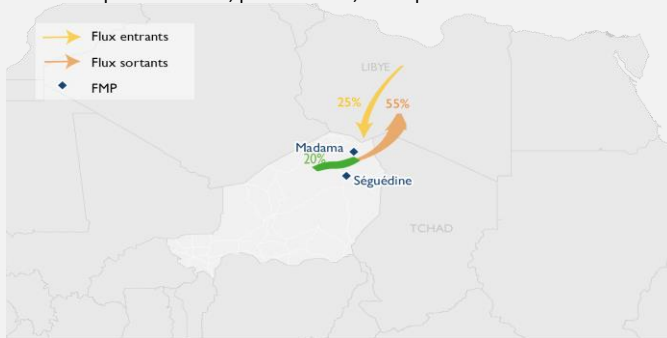 Flux entrants
Flux sortants
FMP
LIBYE
25%
55%
Madama
20%
Séguédine
TCHAD